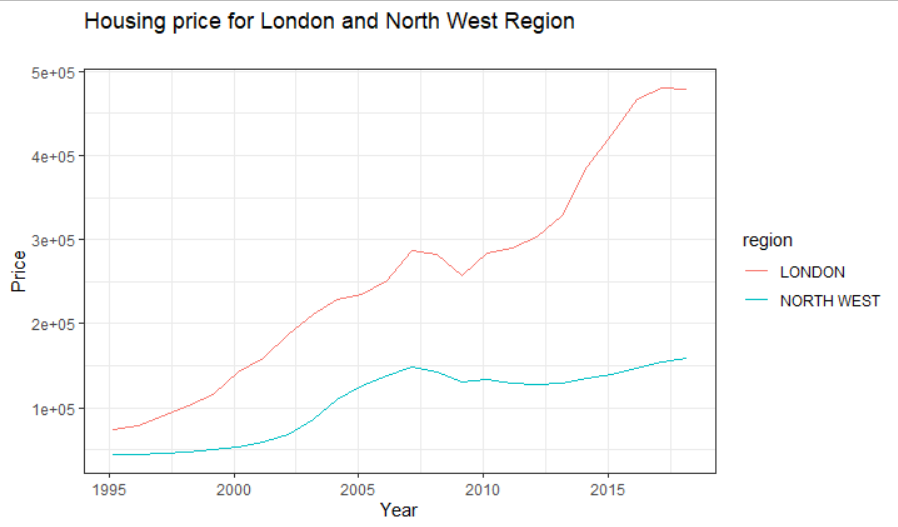 Housing price for London and North West Region
5e+05
4e+05
3e+05
2e+05
1e+05
Price
1995 2000 2005 2010 2015
Year
region
LONDON
NORTH WEST